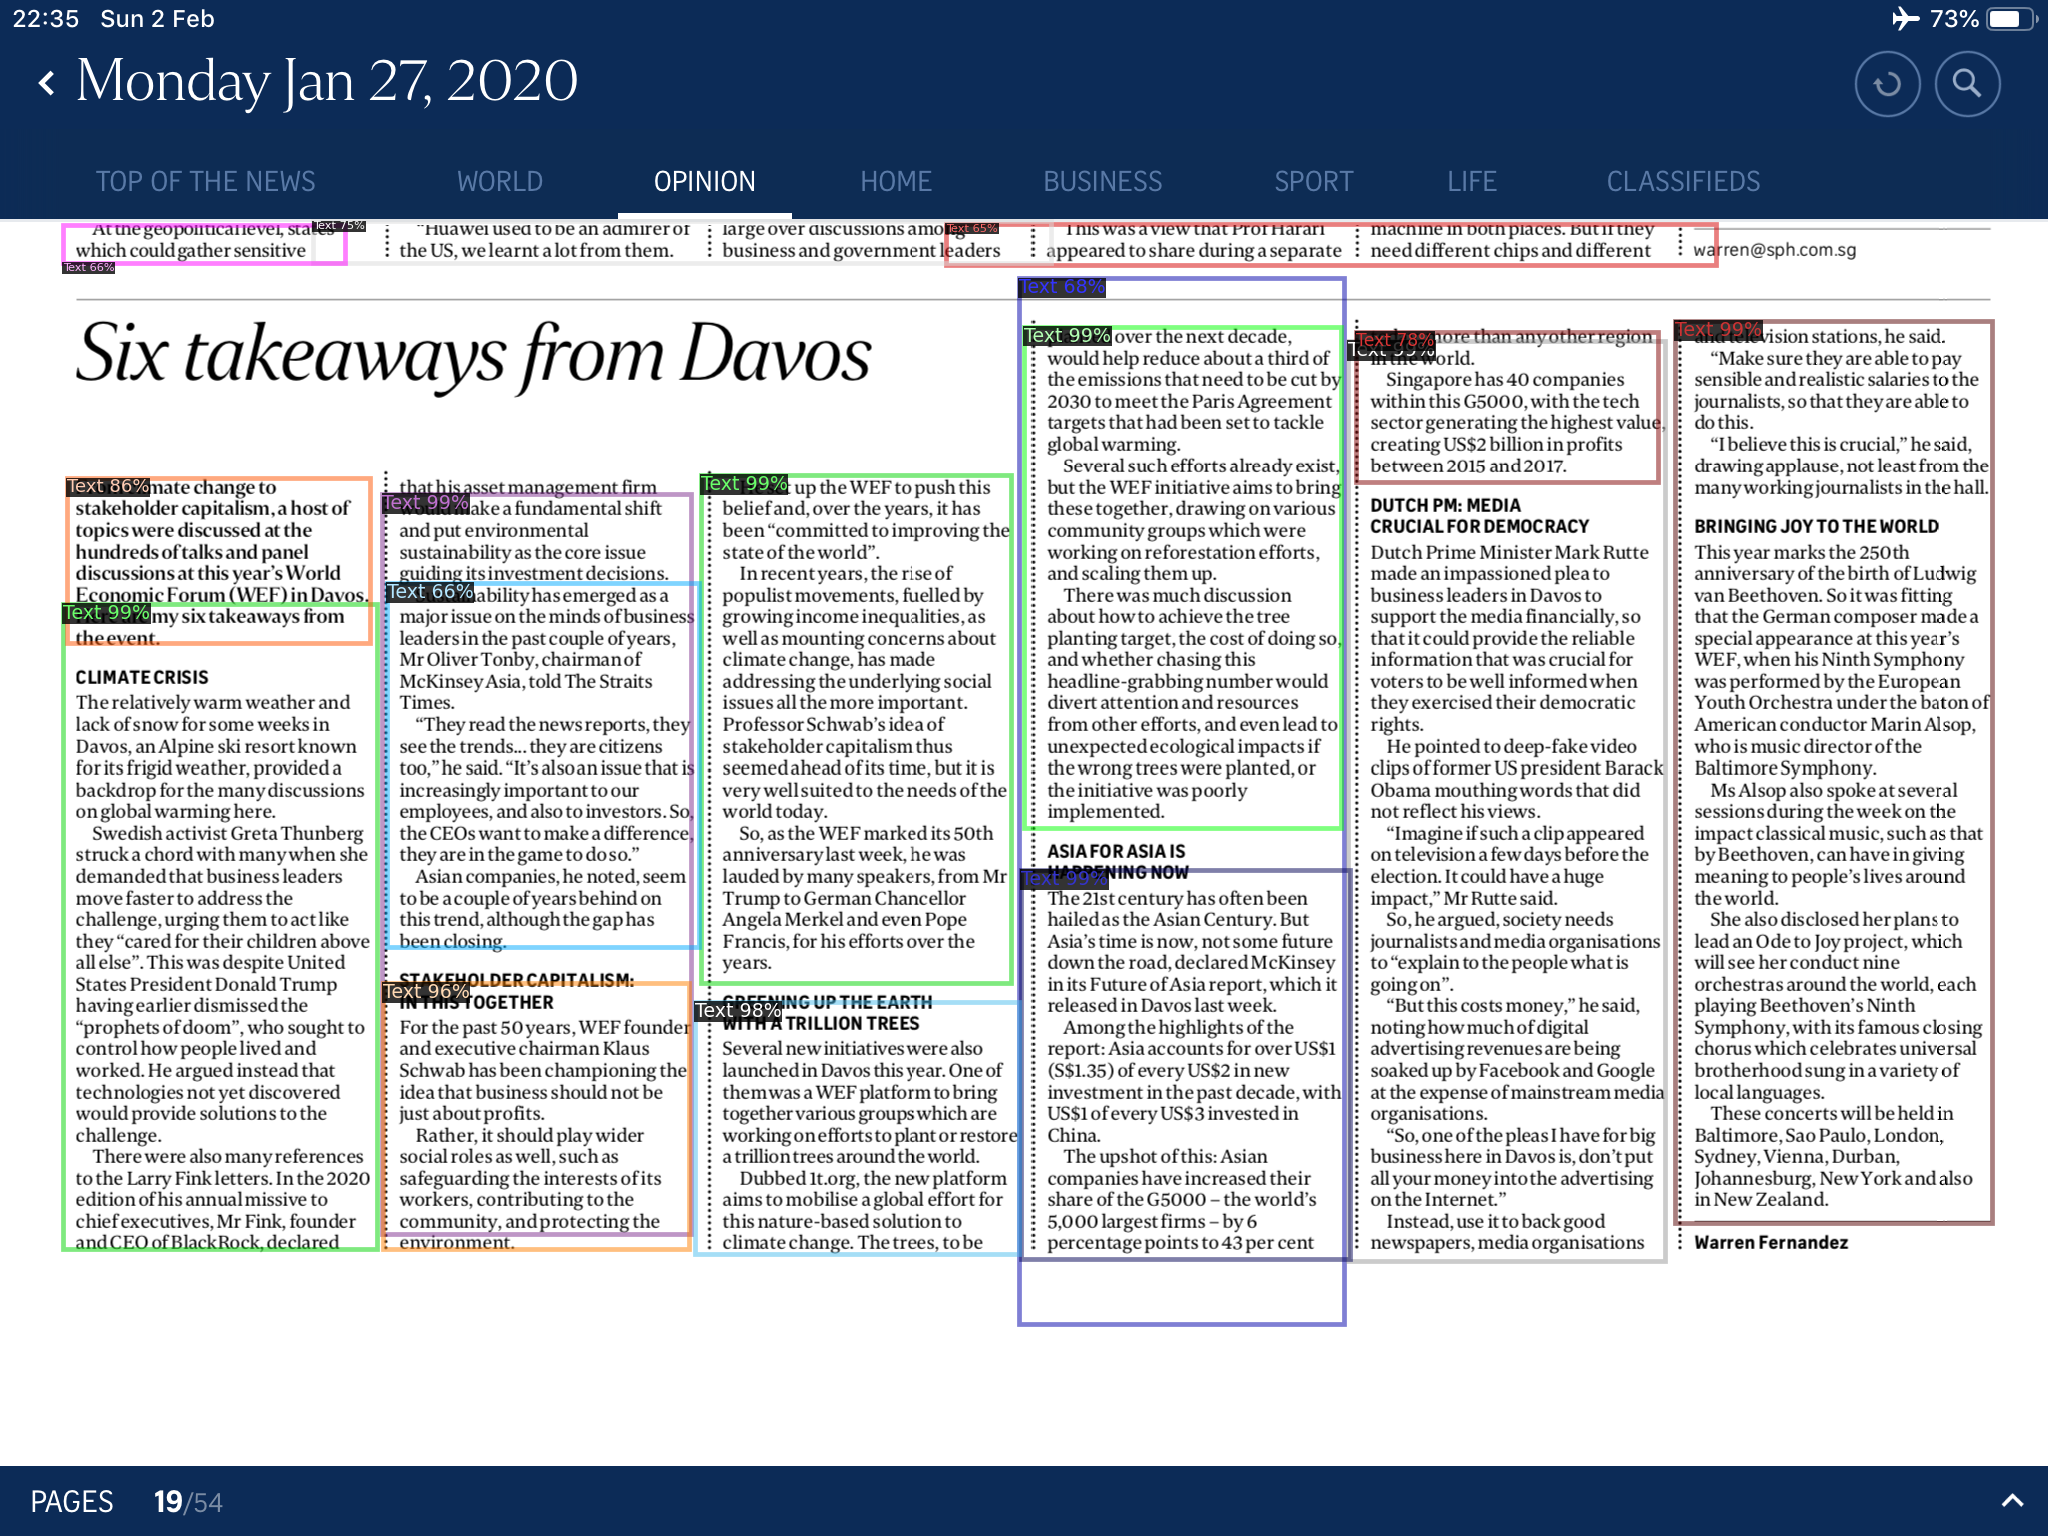 22:35 Sun 2 Feb
73%
Monday Jan 27, 2020
TOP OF THE NEWS
WORLD
OPINION
HOME
BUSINESS
SPORT
LIFE
CLASSIFIEDS
Text 75%
Text 66%
At the geopolitical level, states
which could gather sensitive
"Huawei used to be an admirer of
the US, we learnt a lot from them.
large over discussions among
business and government leaders
Text 65%
This was a view that Prof Harari
appeared to share during a separate
machine in both places. But if they
need different chips and different
warren@sph.com.sg
Six takeaways from Davos
Text 86%
mate change to
stakeholder capitalism, a host of
topics were discussed at the
hundreds of talks and panel
discussions at this year's World
Economic Forum (WEF) in Davos.
Text 99%
my six takeaways from
the event.
CLIMATE CRISIS
The relatively warm weather and
lack of snow for some weeks in
Davos, an Alpine ski resort known
for its frigid weather, provided a
backdrop for the many discussions
on global warming here.
Swedish activist Greta Thunberg
struck a chord with many when she
demanded that business leaders
move faster to address the
challenge, urging them to act like
they "cared for their children above
all else". This was despite United
States President Donald Trump
having earlier dismissed the
"prophets of doom", who sought to
control how people lived and
worked. He argued instead that
technologies not yet discovered
would provide solutions to the
challenge.
There were also many references
to the Larry Fink letters. In the 2020
edition of his annual missive to
chief executives, Mr Fink, founder
and CEO of BlackRock, declared
that his asset management firm
Text 99%
would make a fundamental shift
and put environmental
sustainability as the core issue
guiding its investment decisions.
Text 66%
Sustainability has emerged as a
major issue on the minds of business
leaders in the past couple of years,
Mr Oliver Tonby, chairman of
McKinsey Asia, told The Straits
Times.
"They read the news reports, they
see the trends... they are citizens
too," he said. "It's also an issue that is
increasingly important to our
employees, and also to investors. So,
the CEOs want to make a difference,
they are in the game to do so."
Asian companies, he noted, seem
to be a couple of years behind on
this trend, although the gap has
been closing.
STAKEHOLDER CAPITALISM:
Text 96%
IN THIS TOGETHER
For the past 50 years, WEF founder
and executive chairman Klaus
Schwab has been championing the
idea that business should not be
just about profits.
Rather, it should play wider
social roles as well, such as
safeguarding the interests of its
workers, contributing to the
community, and protecting the
environment.
Text 99%
up the WEF to push this
belief and, over the years, it has
been "committed to improving the
state of the world".
In recent years, the rise of
populist movements, fuelled by
growing income inequalities, as
well as mounting concerns about
climate change, has made
addressing the underlying social
issues all the more important.
Professor Schwab's idea of
stakeholder capitalism thus
seemed ahead of its time, but it is
very well suited to the needs of the
world today.
So, as the WEF marked its 50th
anniversary last week, he was
lauded by many speakers, from Mr
Trump to German Chancellor
Angela Merkel and even Pope
Francis, for his efforts over the
years.
GREENING UP THE EARTH
Text 98%
WITH A TRILLION TREES
Several new initiatives were also
launched in Davos this year. One of
them was a WEF platform to bring
together various groups which are
working on efforts to plant or restore
a trillion trees around the world.
Dubbed 1t.org, the new platform
aims to mobilise a global effort for
this nature-based solution to
climate change. The trees, to be
Text 68%
Text 99%
over the next decade,
would help reduce about a third of
the emissions that need to be cut by
2030 to meet the Paris Agreement
targets that had been set to tackle
global warming.
Several such efforts already exist,
but the WEF initiative aims to bring
these together, drawing on various
community groups which were
working on reforestation efforts,
and scaling them up.
There was much discussion
about how to achieve the tree
planting target, the cost of doing so,
and whether chasing this
headline-grabbing number would
divert attention and resources
from other efforts, and even lead to
unexpected ecological impacts if
the wrong trees were planted, or
the initiative was poorly
implemented.
ASIA FOR ASIA IS
HAPPENING NOW
Text 99%
The 21st century has often been
hailed as the Asian Century. But
Asia's time is now, not some future
down the road, declared McKinsey
in its Future of Asia report, which it
released in Davos last week.
Among the highlights of the
report: Asia accounts for over US$1
(S$1.35) of every US$2 in new
investment in the past decade, with
US$1 of every US$3 invested in
China.
The upshot of this: Asian
companies have increased their
share of the G5000 – the world's
5,000 largest firms – by 6
percentage points to 43 per cent
Text 78%
more than any other region
Text 99%
in the world.
Singapore has 40 companies
within this G5000, with the tech
sector generating the highest value,
creating US$2 billion in profits
between 2015 and 2017.
DUTCH PM: MEDIA
CRUCIAL FOR DEMOCRACY
Dutch Prime Minister Mark Rutte
made an impassioned plea to
business leaders in Davos to
support the media financially, so
that it could provide the reliable
information that was crucial for
voters to be well informed when
they exercised their democratic
rights.
He pointed to deep-fake video
clips of former US president Barack
Obama mouthing words that did
not reflect his views.
"Imagine if such a clip appeared
on television a few days before the
election. It could have a huge
impact," Mr Rutte said.
So, he argued, society needs
journalists and media organisations
to "explain to the people what is
going on".
"But this costs money," he said,
noting how much of digital
advertising revenues are being
soaked up by Facebook and Google
at the expense of mainstream media
organisations.
"So, one of the pleas I have for big
business here in Davos is, don't put
all your money into the advertising
on the Internet."
Instead, use it to back good
newspapers, media organisations
Text 99%
and television stations, he said.
"Make sure they are able to pay
sensible and realistic salaries to the
journalists, so that they are able to
do this.
"I believe this is crucial," he said,
drawing applause, not least from the
many working journalists in the hall.
BRINGING JOY TO THE WORLD
This year marks the 250th
anniversary of the birth of Ludwig
van Beethoven. So it was fitting
that the German composer made a
special appearance at this year's
WEF, when his Ninth Symphony
was performed by the European
Youth Orchestra under the baton of
American conductor Marin Alsop,
who is music director of the
Baltimore Symphony.
Ms Alsop also spoke at several
sessions during the week on the
impact classical music, such as that
by Beethoven, can have in giving
meaning to people's lives around
the world.
She also disclosed her plans to
lead an Ode to Joy project, which
will see her conduct nine
orchestras around the world, each
playing Beethoven's Ninth
Symphony, with its famous closing
chorus which celebrates universal
brotherhood sung in a variety of
local languages.
These concerts will be held in
Baltimore, Sao Paulo, London,
Sydney, Vienna, Durban,
Johannesburg, New York and also
in New Zealand.
Warren Fernandez
PAGES 19/54